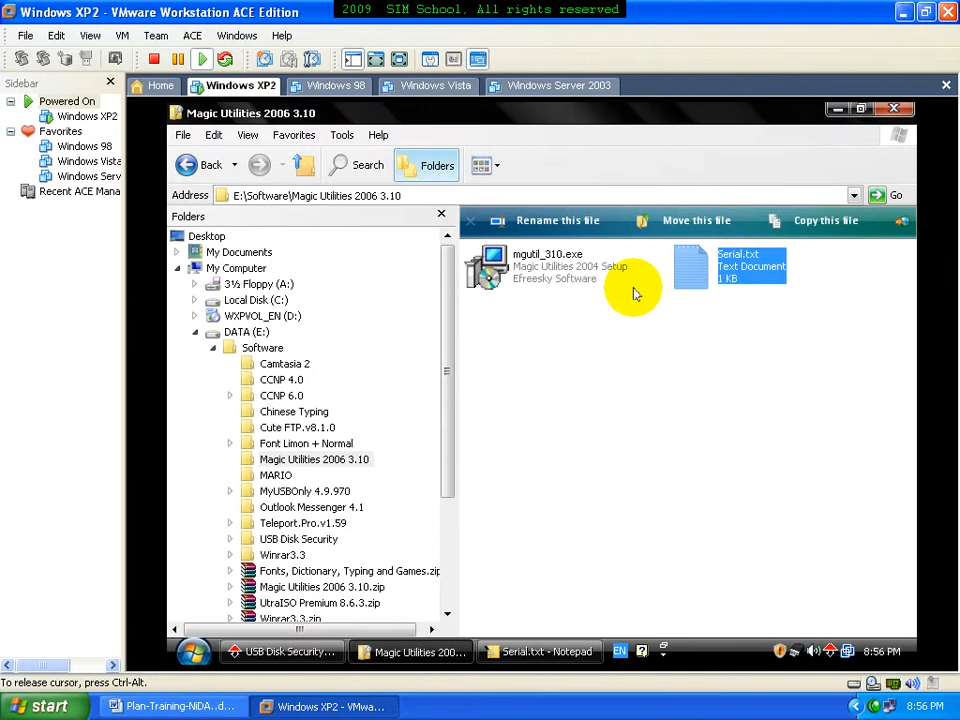 Windows XP2 - VMware Workstation ACE Edition
2009 SIM School, All rights reserved
File Edit View VM Team ACE Windows Help
Sidebar
Powered On
Windows XP2
Favorites
Windows 98
Windows Vista
Windows Serv
Recent ACE Mana
Home
Windows XP2
Windows 98
Windows Vista
Windows Server 2003
Magic Utilities 2006 3.10
File Edit View Favorites Tools Help
Back Search Folders
Address E:\Software\Magic Utilities 2006 3.10 Go
Folders
Desktop
My Documents
My Computer
3½ Floppy (A:)
Local Disk (C:)
WXPVOL_EN (D:)
DATA (E:)
Software
Camtasia 2
CCNP 4.0
CCNP 6.0
Chinese Typing
Cute FTP.v8.1.0
Font Limon + Normal
Magic Utilities 2006 3.10
MARIO
MyUSBOnly 4.9.970
Outlook Messenger 4.1
Teleport.Pro.v1.59
USB Disk Security
Winrar3.3
Fonts, Dictionary, Typing and Games.zip
Magic Utilities 2006 3.10.zip
UtraISO Premium 8.6.3.zip
Winrar3.3.zip
Rename this file Move this file Copy this file
mgutil_310.exe
Magic Utilities 2004 Setup
Efreesky Software
Serial.txt
Text Document
1 KB
USB Disk Security...
Magic Utilities 200...
Serial.txt - Notepad
EN
8:56 PM
To release cursor, press Ctrl-Alt.
start
Plan-Training-NiDA...d...
Windows XP2 - VMwa...
8:56 PM